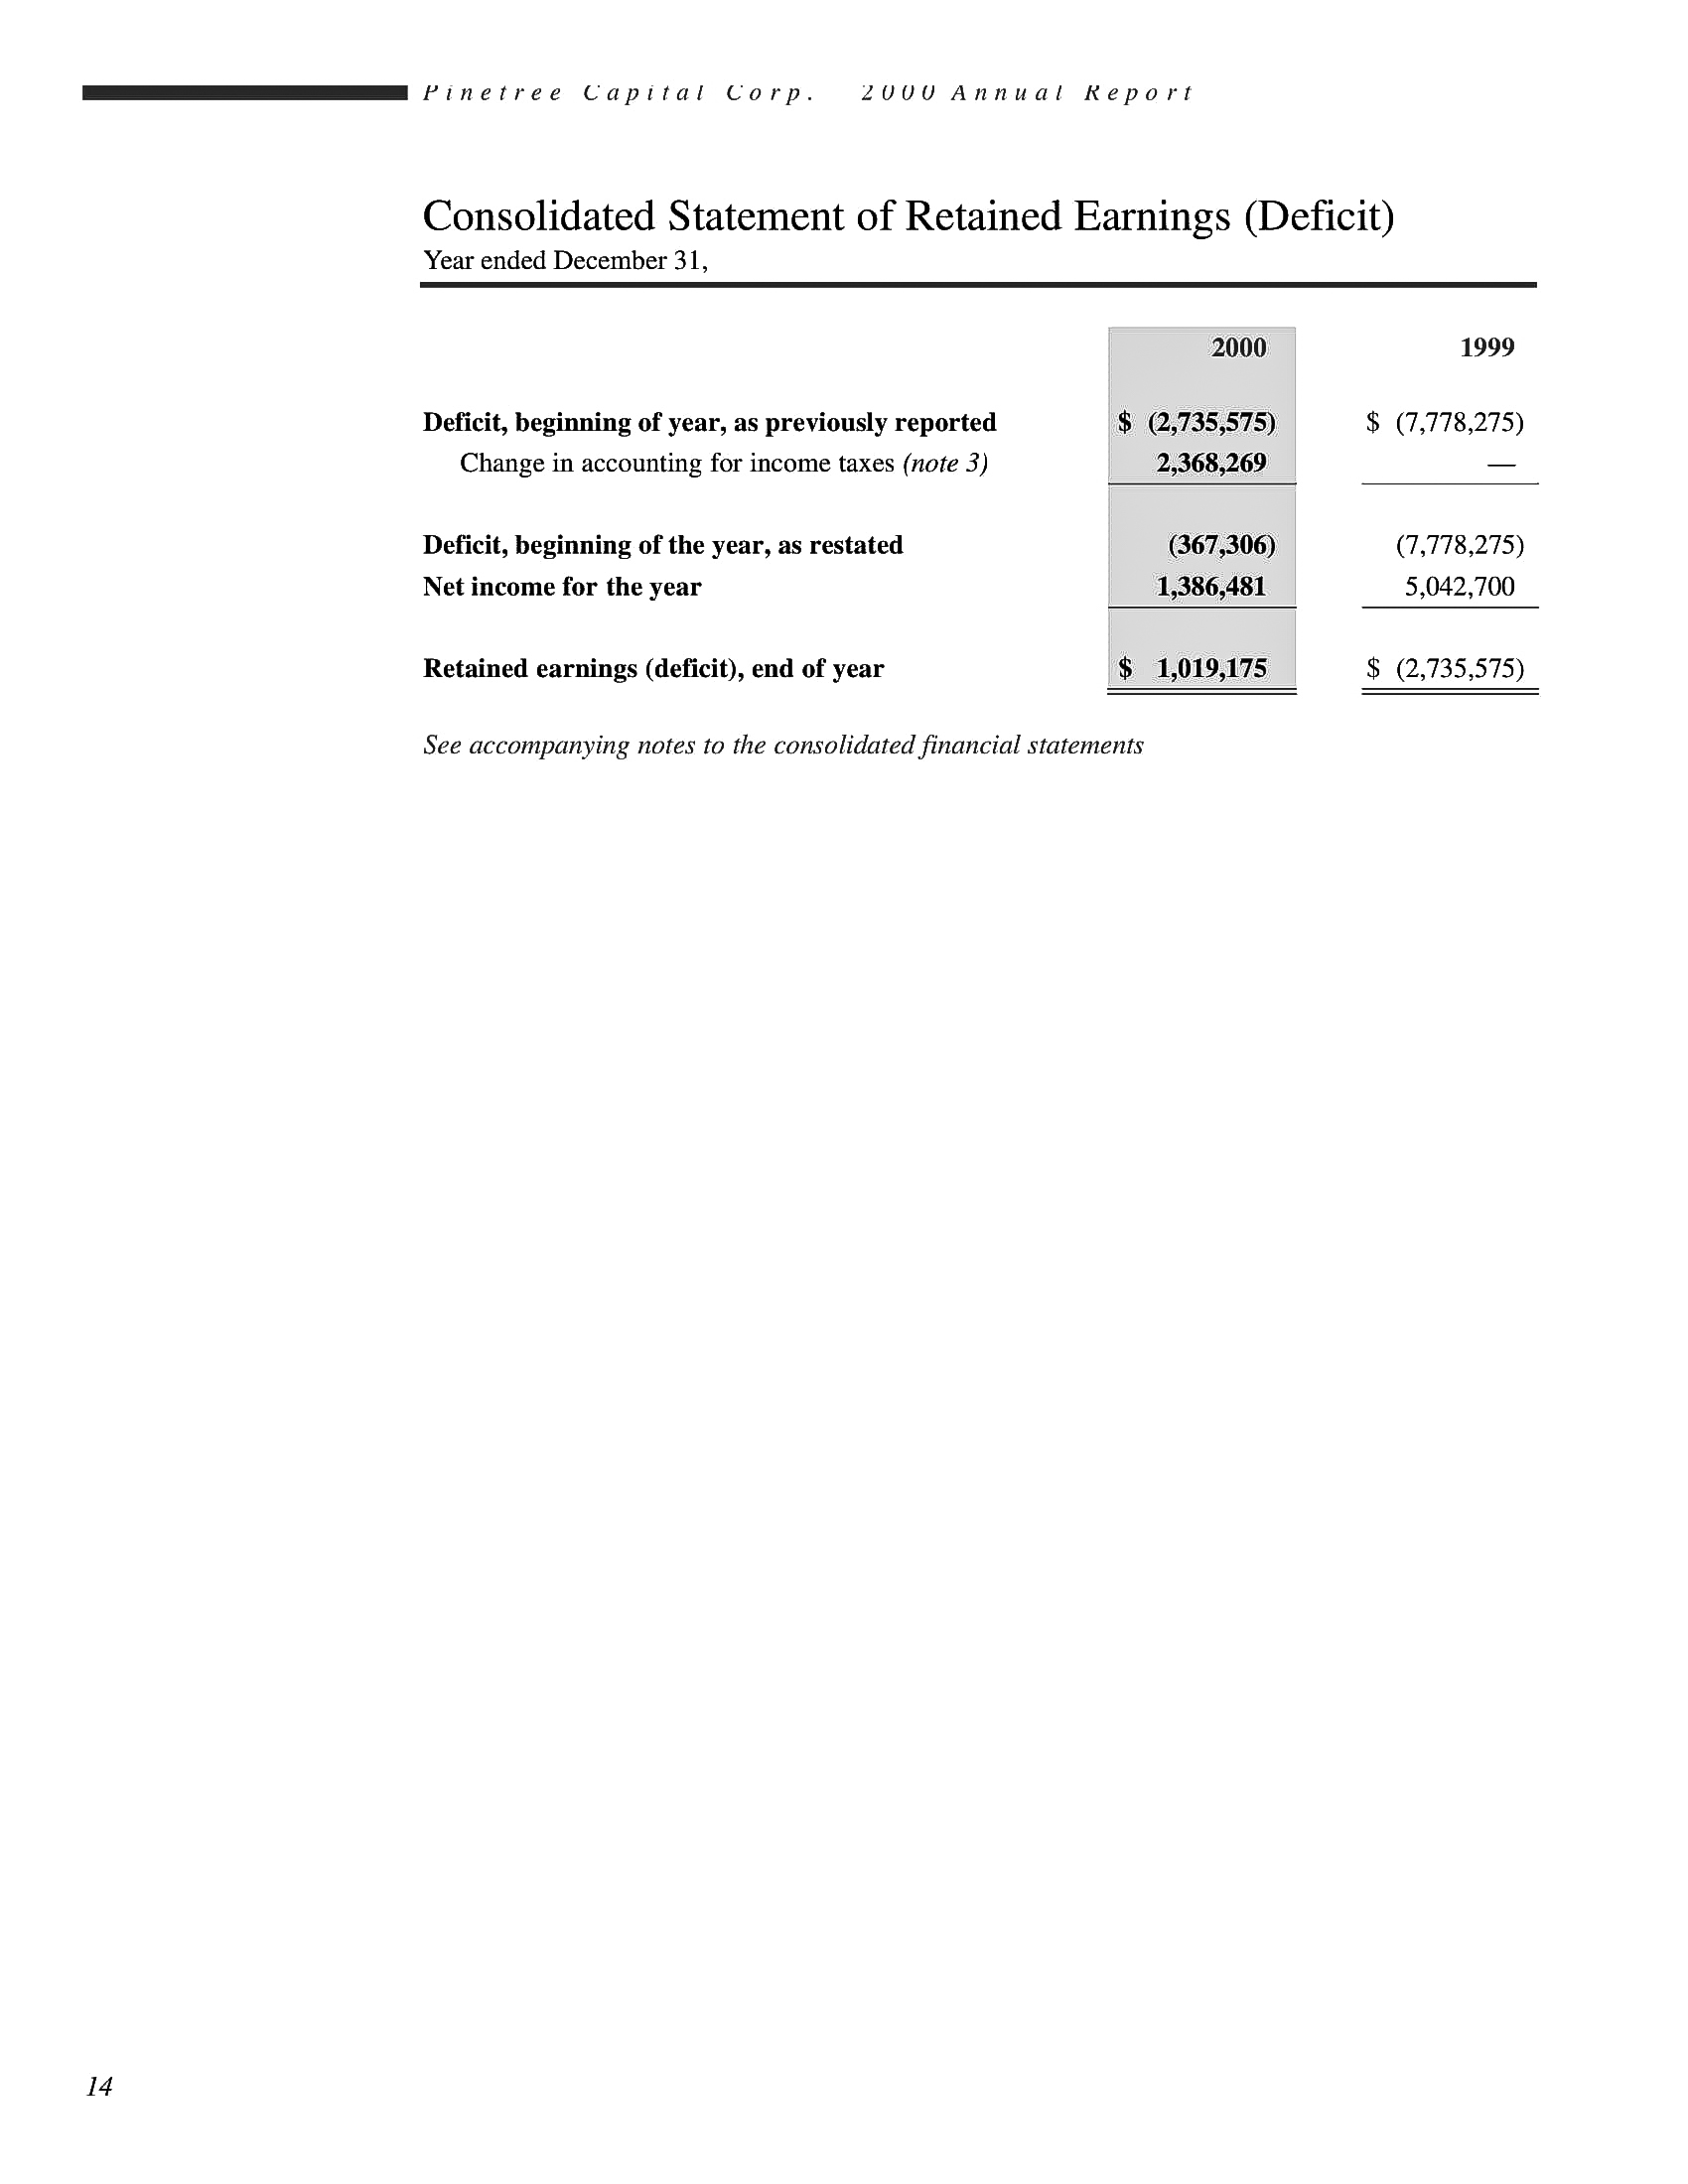 Pinetree Capital Corp. 2000 Annual Report
Consolidated Statement of Retained Earnings (Deficit)
Year ended December 31,
2000 1999
Deficit, beginning of year, as previously reported $ (2,735,575) $ (7,778,275)
Change in accounting for income taxes (note 3) 2,368,269 —
Deficit, beginning of the year, as restated (367,306) (7,778,275)
Net income for the year 1,386,481 5,042,700
Retained earnings (deficit), end of year $ 1,019,175 $ (2,735,575)
See accompanying notes to the consolidated financial statements
14